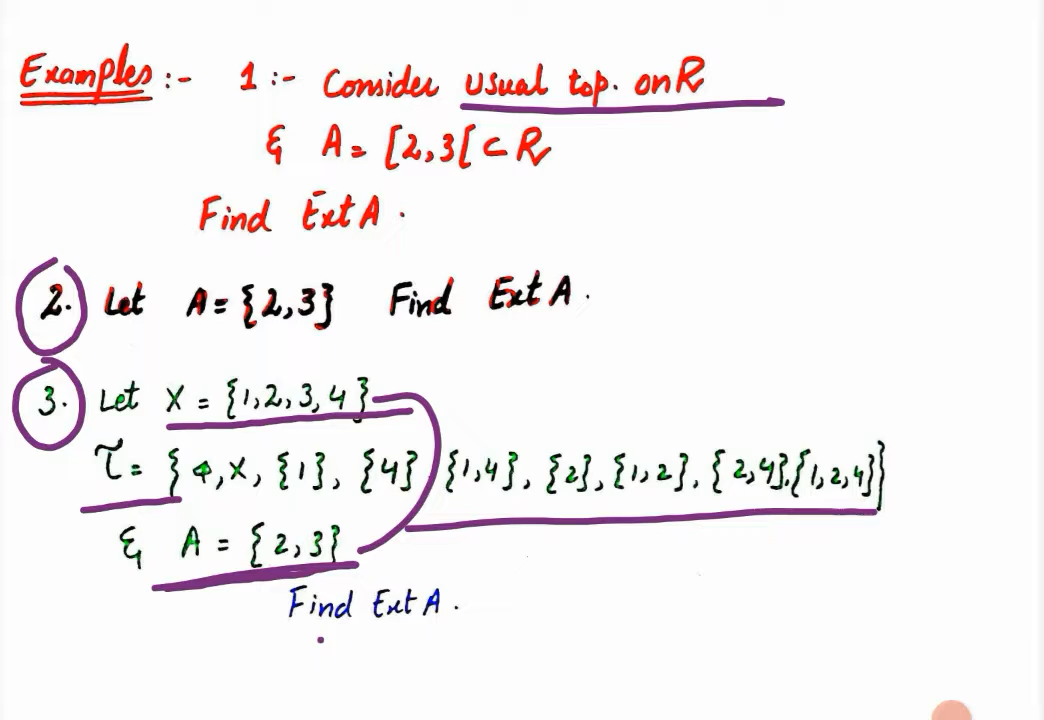 Examples :- 1 :- Consider usual top. on R
& A = [2,3[ ⊂ R
Find Ext A .
2. Let A = {2,3} Find Ext A .
3. Let X = {1,2,3,4}
τ = {φ, X, {1}, {4} {1,4}, {2}, {1,2}, {2,4}, {1,2,4}}
& A = {2,3}
Find Ext A .